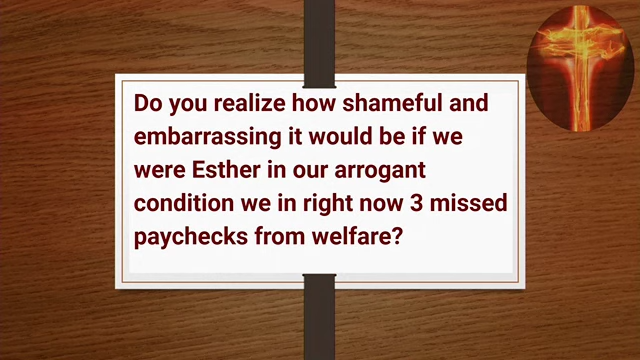 Do you realize how shameful and
embarrassing it would be if we
were Esther in our arrogant
condition we in right now 3 missed
paychecks from welfare?